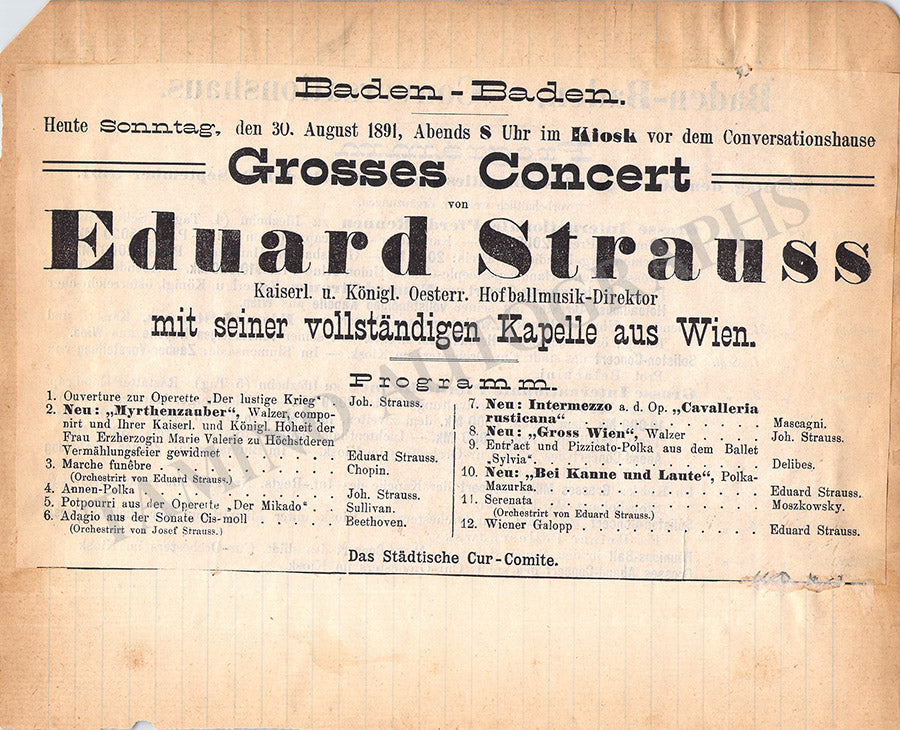 Baden-Baden.
Heute Sonntag, den 30. August 1891, Abends 8 Uhr im Kiosk vor dem Conversationshause
Grosses Concert
von
Eduard Strauss
Kaiserl. u. Königl. Oesterr. Hofballmusik-Direktor
mit seiner vollständigen Kapelle aus Wien.
Programm.
1. Ouverture zur Operette „Der lustige Krieg“ Joh. Strauss.
2. Neu: „Myrthenzauber“, Walzer, compo-
nirt und Ihrer Kaiserl. und Königl. Hoheit der
Frau Erzherzogin Marie Valerie zu Höchstderen
Vermählungsfeier gewidmet . . . . . . . Eduard Strauss.
3. Marche funêbre . . . . . . . . . . . Chopin.
(Orchestrirt von Eduard Strauss.)
4. Annen-Polka . . . . . . . . . . . . Joh. Strauss.
5. Potpourri aus der Operette „Der Mikado“ . . Sullivan.
6. Adagio aus der Sonate Cis-moll . . . . . . Beethoven.
(Orchestrirt von Josef Strauss.)
7. Neu: Intermezzo a. d. Op. „Cavalleria
rusticana“ . . . . . . . . . . . . Mascagni.
8. Neu: „Gross Wien“, Walzer . . . . . . Joh. Strauss.
9. Entr'act und Pizzicato-Polka aus dem Ballet
„Sylvia“ . . . . . . . . . . . . . Delibes.
10. Neu: „Bei Kanne und Laute“, Polka-
Mazurka. . . . . . . . . . . . . . Eduard Strauss.
11. Serenata . . . . . . . . . . . . . Moszkowsky.
(Orchestrirt von Eduard Strauss.)
12. Wiener Galopp . . . . . . . . . . . Eduard Strauss.
Das Städtische Cur-Comite.
TAMINO AUTOGRAPHS